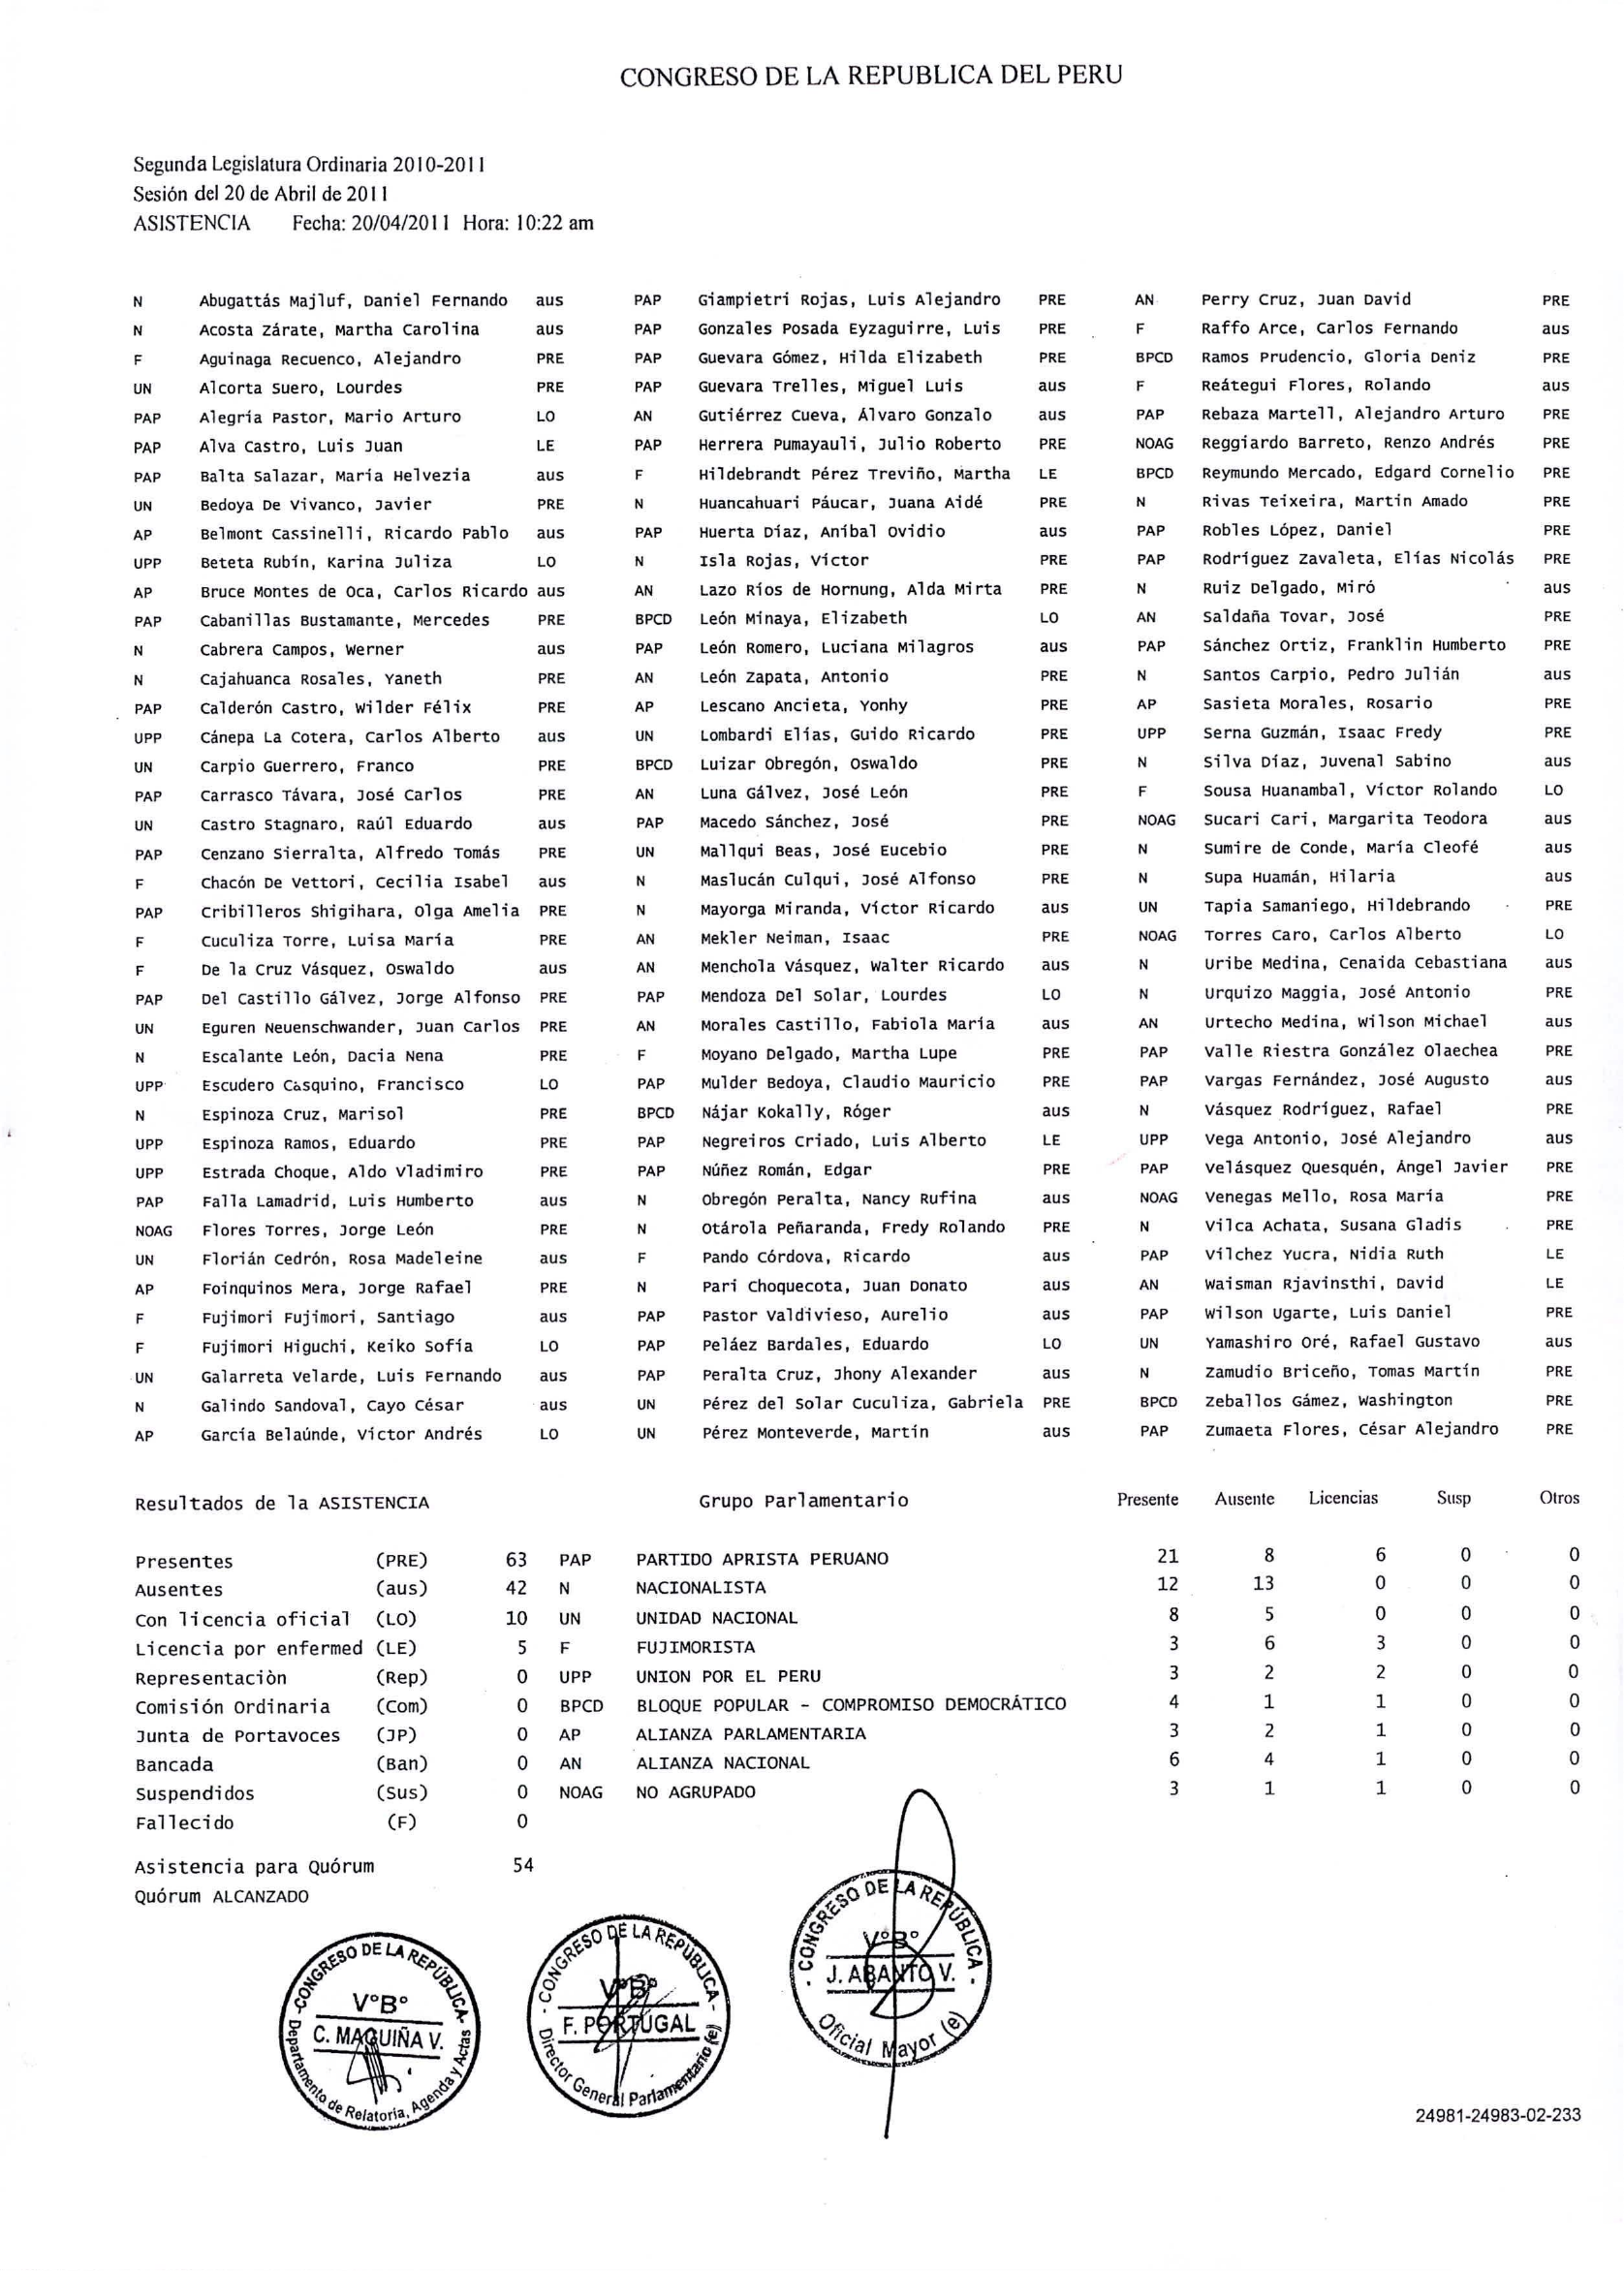 CONGRESO DE LA REPUBLICA DEL PERU
Segunda Legislatura Ordinaria 2010-2011
Sesión del 20 de Abril de 2011
ASISTENCIA Fecha: 20/04/2011 Hora: 10:22 am
N Abugattás Majluf, Daniel Fernando aus PAP Giampietri Rojas, Luis Alejandro PRE AN Perry Cruz, Juan David PRE
N Acosta Zárate, Martha Carolina aus PAP Gonzales Posada Eyzaguirre, Luis PRE F Raffo Arce, Carlos Fernando aus
F Aguinaga Recuenco, Alejandro PRE PAP Guevara Gómez, Hilda Elizabeth PRE BPCD Ramos Prudencio, Gloria Deniz PRE
UN Alcorta Suero, Lourdes PRE PAP Guevara Trelles, Miguel Luis aus F Reátegui Flores, Rolando aus
PAP Alegría Pastor, Mario Arturo LO AN Gutiérrez Cueva, Álvaro Gonzalo aus PAP Rebaza Martell, Alejandro Arturo PRE
PAP Alva Castro, Luis Juan LE PAP Herrera Pumayauli, Julio Roberto PRE NOAG Reggiardo Barreto, Renzo Andrés PRE
PAP Balta Salazar, María Helvezia aus F Hildebrandt Pérez Treviño, Martha LE BPCD Reymundo Mercado, Edgard Cornelio PRE
UN Bedoya De Vivanco, Javier PRE N Huancahuari Páucar, Juana Aidé PRE N Rivas Teixeira, Martin Amado PRE
AP Belmont Cassinelli, Ricardo Pablo aus PAP Huerta Díaz, Aníbal Ovidio aus PAP Robles López, Daniel PRE
UPP Beteta Rubín, Karina Juliza LO N Isla Rojas, Víctor PRE PAP Rodríguez Zavaleta, Elías Nicolás PRE
AP Bruce Montes de Oca, Carlos Ricardo aus AN Lazo Ríos de Hornung, Alda Mirta PRE N Ruiz Delgado, Miró aus
PAP Cabanillas Bustamante, Mercedes PRE BPCD León Minaya, Elizabeth LO AN Saldaña Tovar, José PRE
N Cabrera Campos, Werner aus PAP León Romero, Luciana Milagros aus PAP Sánchez Ortiz, Franklin Humberto PRE
N Cajahuanca Rosales, Yaneth PRE AN León Zapata, Antonio PRE N Santos Carpio, Pedro Julián aus
PAP Calderón Castro, Wilder Félix PRE AP Lescano Ancieta, Yonhy PRE AP Sasieta Morales, Rosario PRE
UPP Cánepa La Cotera, Carlos Alberto aus UN Lombardi Elías, Guido Ricardo PRE UPP Serna Guzmán, Isaac Fredy PRE
UN Carpio Guerrero, Franco PRE BPCD Luizar Obregón, Oswaldo PRE N Silva Díaz, Juvenal Sabino aus
PAP Carrasco Távara, José Carlos PRE AN Luna Gálvez, José León PRE F Sousa Huanambal, Víctor Rolando LO
UN Castro Stagnaro, Raúl Eduardo aus PAP Macedo Sánchez, José PRE NOAG Sucari Cari, Margarita Teodora aus
PAP Cenzano Sierralta, Alfredo Tomás PRE UN Mallqui Beas, José Eucebio PRE N Sumire de Conde, María Cleofé aus
F Chacón De Vettori, Cecilia Isabel aus N Maslucán Culqui, José Alfonso PRE N Supa Huamán, Hilaria aus
PAP Cribilleros Shigihara, Olga Amelia PRE N Mayorga Miranda, Víctor Ricardo aus UN Tapia Samaniego, Hildebrando PRE
F Cuculiza Torre, Luisa María PRE AN Mekler Neiman, Isaac PRE NOAG Torres Caro, Carlos Alberto LO
F De la Cruz Vásquez, Oswaldo aus AN Menchola Vásquez, Walter Ricardo aus N Uribe Medina, Cenaida Cebastiana aus
PAP Del Castillo Gálvez, Jorge Alfonso PRE PAP Mendoza Del Solar, Lourdes LO N Urquizo Maggia, José Antonio PRE
UN Eguren Neuenschwander, Juan Carlos PRE AN Morales Castillo, Fabiola María aus AN Urtecho Medina, Wilson Michael aus
N Escalante León, Dacia Nena PRE F Moyano Delgado, Martha Lupe PRE PAP Valle Riestra González Olaechea PRE
UPP Escudero Casquino, Francisco LO PAP Mulder Bedoya, Claudio Mauricio PRE PAP Vargas Fernández, José Augusto aus
N Espinoza Cruz, Marisol PRE BPCD Nájar Kokally, Róger aus N Vásquez Rodríguez, Rafael PRE
UPP Espinoza Ramos, Eduardo PRE PAP Negreiros Criado, Luis Alberto LE UPP Vega Antonio, José Alejandro aus
UPP Estrada Choque, Aldo Vladimiro PRE PAP Núñez Román, Edgar PRE PAP Velásquez Quesquén, Ángel Javier PRE
PAP Falla Lamadrid, Luis Humberto aus N Obregón Peralta, Nancy Rufina aus NOAG Venegas Mello, Rosa María PRE
NOAG Flores Torres, Jorge León PRE N Otárola Peñaranda, Fredy Rolando PRE N Vilca Achata, Susana Gladis PRE
UN Florián Cedrón, Rosa Madeleine aus F Pando Córdova, Ricardo aus PAP Vílchez Yucra, Nidia Ruth LE
AP Foinquinos Mera, Jorge Rafael PRE N Pari Choquecota, Juan Donato aus AN Waisman Rjavinsthi, David LE
F Fujimori Fujimori, Santiago aus PAP Pastor Valdivieso, Aurelio aus PAP Wilson Ugarte, Luis Daniel PRE
F Fujimori Higuchi, Keiko Sofía LO PAP Peláez Bardales, Eduardo LO UN Yamashiro Oré, Rafael Gustavo aus
UN Galarreta Velarde, Luis Fernando aus PAP Peralta Cruz, Jhony Alexander aus N Zamudio Briceño, Tomas Martín PRE
N Galindo Sandoval, Cayo César aus UN Pérez del Solar Cuculiza, Gabriela PRE BPCD Zeballos Gámez, Washington PRE
AP García Belaúnde, Víctor Andrés LO UN Pérez Monteverde, Martín aus PAP Zumaeta Flores, César Alejandro PRE
Resultados de la ASISTENCIA Grupo Parlamentario Presente Ausente Licencias Susp Otros
Presentes (PRE) 63 PAP PARTIDO APRISTA PERUANO 21 8 6 0 0
Ausentes (aus) 42 N NACIONALISTA 12 13 0 0 0
Con licencia oficial (LO) 10 UN UNIDAD NACIONAL 8 5 0 0 0
Licencia por enfermed (LE) 5 F FUJIMORISTA 3 6 3 0 0
Representaciòn (Rep) 0 UPP UNION POR EL PERU 3 2 2 0 0
Comisión Ordinaria (Com) 0 BPCD BLOQUE POPULAR - COMPROMISO DEMOCRÁTICO 4 1 1 0 0
Junta de Portavoces (JP) 0 AP ALIANZA PARLAMENTARIA 3 2 1 0 0
Bancada (Ban) 0 AN ALIANZA NACIONAL 6 4 1 0 0
Suspendidos (Sus) 0 NOAG NO AGRUPADO 3 1 1 0 0
Fallecido (F) 0
Asistencia para Quórum 54
Quórum ALCANZADO
- CONGRESO DE LA REPÚBLICA -
V°B°
C. MAQUIÑA V.
Departamento de Relatoria, Agenda y Actas
- CONGRESO DE LA REPUBLICA -
V°B°
F. PORTUGAL
Director General Parlamentario (e)
- CONGRESO DE LA REPÚBLICA -
V°B°
J. ABANTO V.
Oficial Mayor (e)
24981-24983-02-233